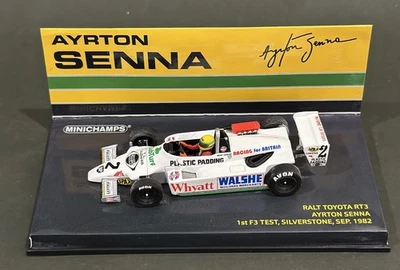 AYRTON
SENNA
Ayrton Senna
MINICHAMPS
2
PLASTIC PADDING
RACING for BRITAIN
Whyatt
WALSHE
AVON
AVON
RALT TOYOTA RT3
AYRTON SENNA
1st F3 TEST, SILVERSTONE, SEP. 1982